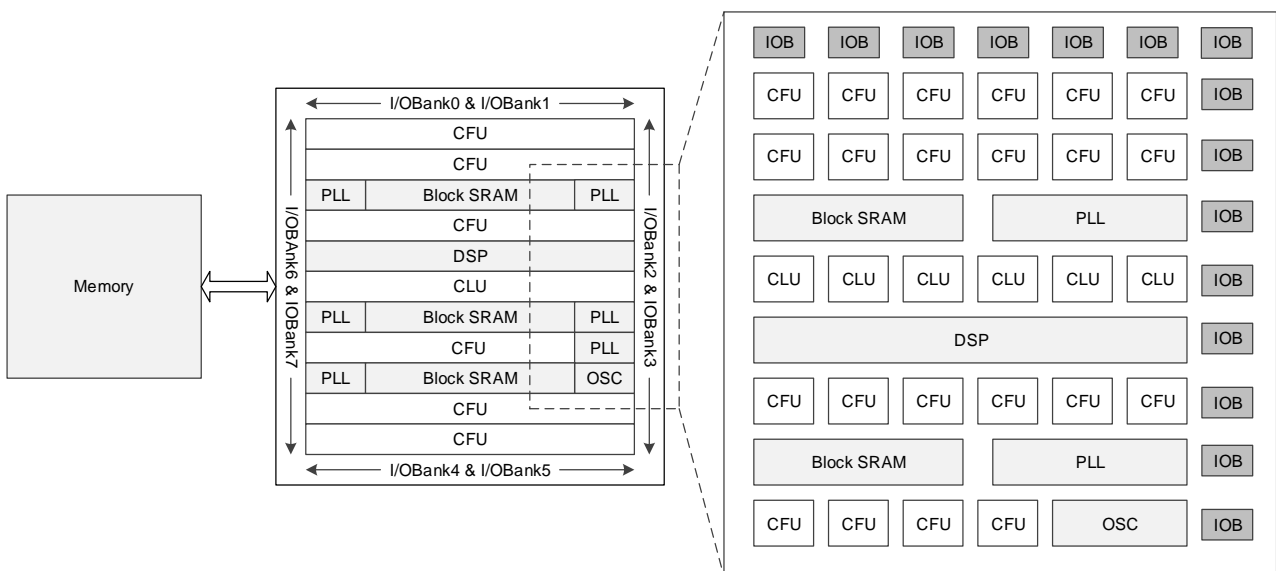 Memory
I/OBank0 & I/OBank1
I/OBAnk6 & IOBank7
CFU
CFU
PLL Block SRAM PLL
CFU
DSP
CLU
PLL Block SRAM PLL
CFU PLL
PLL Block SRAM OSC
CFU
CFU
I/OBank2 & IOBank3
I/OBank4 & I/OBank5
IOB IOB IOB IOB IOB IOB IOB
CFU CFU CFU CFU CFU CFU IOB
CFU CFU CFU CFU CFU CFU IOB
Block SRAM PLL IOB
CLU CLU CLU CLU CLU CLU IOB
DSP IOB
CFU CFU CFU CFU CFU CFU IOB
Block SRAM PLL IOB
CFU CFU CFU CFU OSC IOB